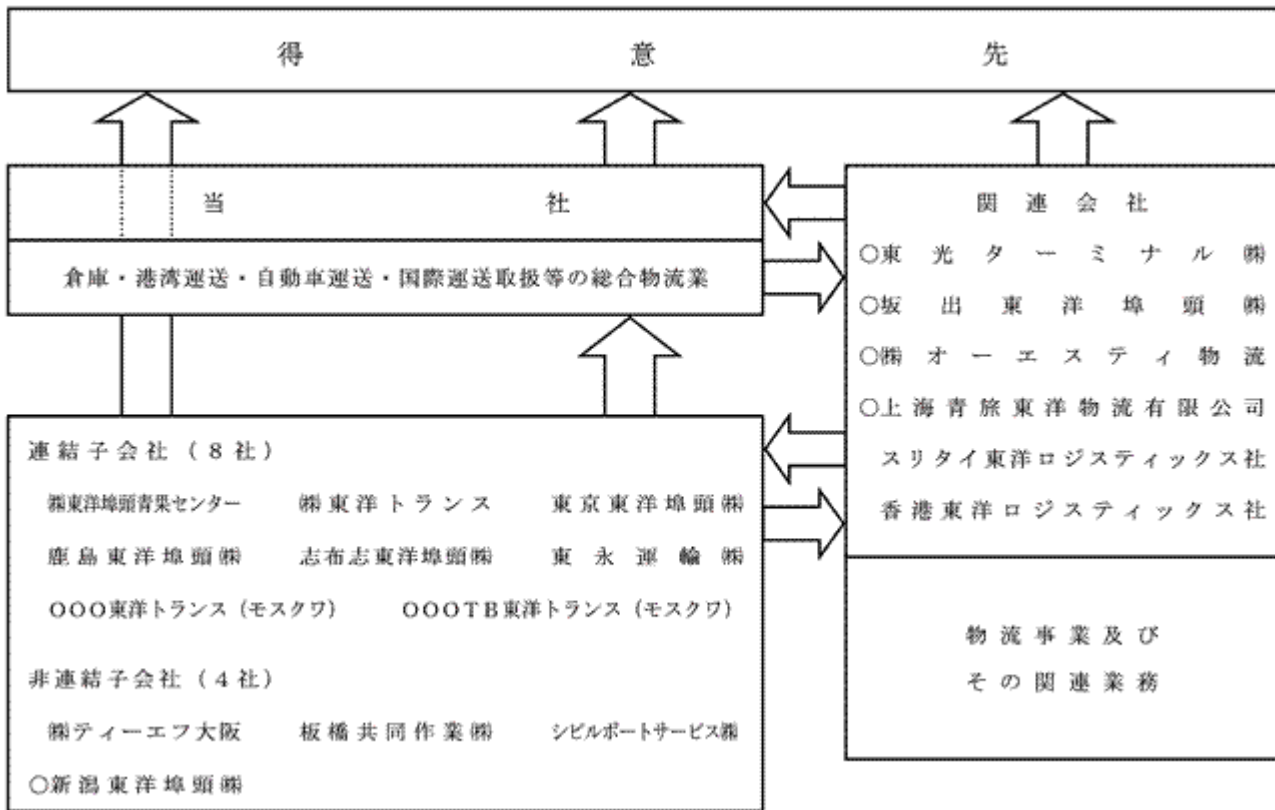 得意先
当社
倉庫・港湾運送・自動車運送・国際運送取扱等の総合物流業
連結子会社(8社)
㈱東洋埠頭青果センター ㈱東洋トランス 東京東洋埠頭㈱
鹿島東洋埠頭㈱ 志布志東洋埠頭㈱ 東永運輸㈱
OOO東洋トランス(モスクワ) OOOTB東洋トランス(モスクワ)
非連結子会社(4社)
㈱ティーエフ大阪 板橋共同作業㈱ シビルポートサービス㈱
○新潟東洋埠頭㈱
関連会社
○東光ターミナル㈱
○坂出東洋埠頭㈱
○㈱オーエスティ物流
○上海青旅東洋物流有限公司
スリタイ東洋ロジスティックス社
香港東洋ロジスティックス社
物流事業及び
その関連業務